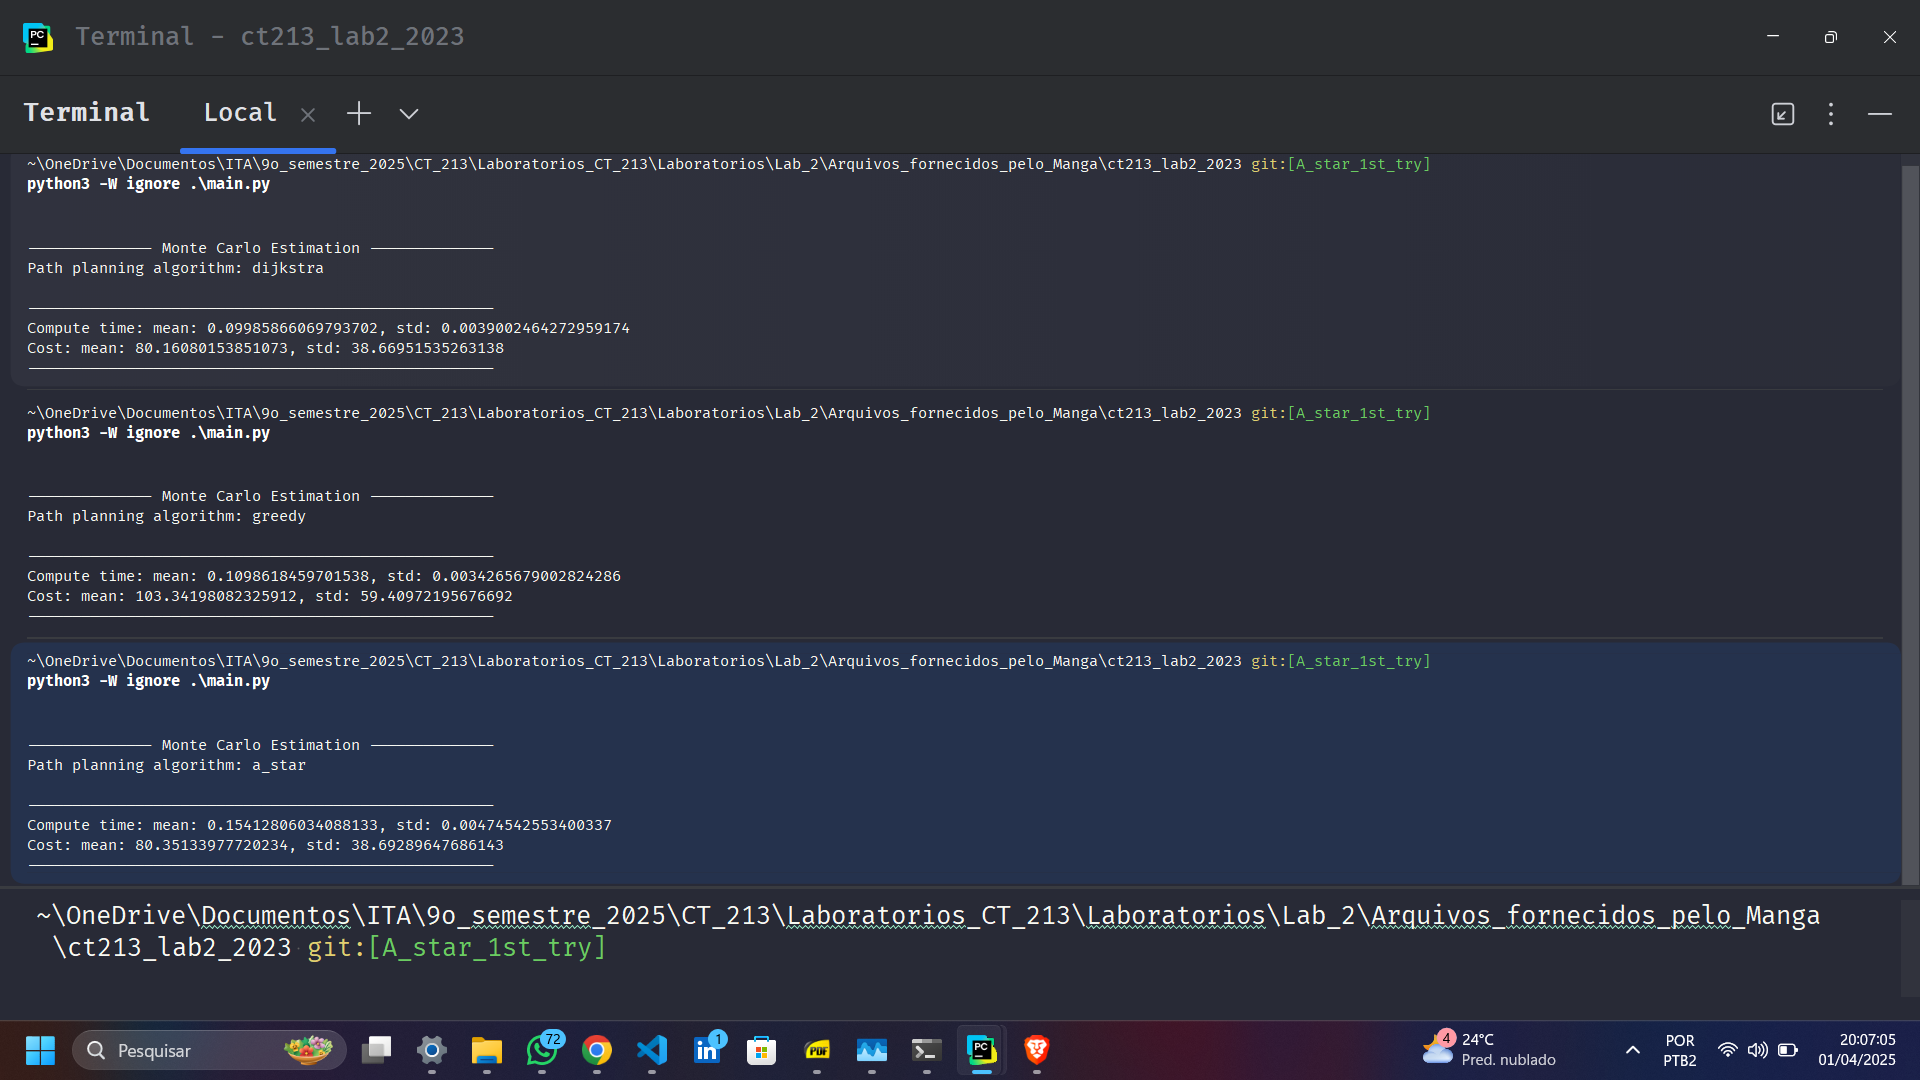 PC Terminal - ct213_lab2_2023
Terminal Local
~\OneDrive\Documentos\ITA\9o_semestre_2025\CT_213\Laboratorios_CT_213\Laboratorios\Lab_2\Arquivos_fornecidos_pelo_Manga\ct213_lab2_2023 git:[A_star_1st_try]
python3 -W ignore .\main.py
Monte Carlo Estimation
Path planning algorithm: dijkstra
Compute time: mean: 0.09985866069793702, std: 0.0039002464272959174
Cost: mean: 80.16080153851073, std: 38.66951535263138
~\OneDrive\Documentos\ITA\9o_semestre_2025\CT_213\Laboratorios_CT_213\Laboratorios\Lab_2\Arquivos_fornecidos_pelo_Manga\ct213_lab2_2023 git:[A_star_1st_try]
python3 -W ignore .\main.py
Monte Carlo Estimation
Path planning algorithm: greedy
Compute time: mean: 0.1098618459701538, std: 0.0034265679002824286
Cost: mean: 103.34198082325912, std: 59.40972195676692
~\OneDrive\Documentos\ITA\9o_semestre_2025\CT_213\Laboratorios_CT_213\Laboratorios\Lab_2\Arquivos_fornecidos_pelo_Manga\ct213_lab2_2023 git:[A_star_1st_try]
python3 -W ignore .\main.py
Monte Carlo Estimation
Path planning algorithm: a_star
Compute time: mean: 0.15412806034088133, std: 0.00474542553400337
Cost: mean: 80.35133977720234, std: 38.69289647686143
~\OneDrive\Documentos\ITA\9o_semestre_2025\CT_213\Laboratorios_CT_213\Laboratorios\Lab_2\Arquivos_fornecidos_pelo_Manga
\ct213_lab2_2023 git:[A_star_1st_try]
Pesquisar 72 in 1 PDF PC 4 24°C POR 20:07:05
Pred. nublado PTB2 01/04/2025